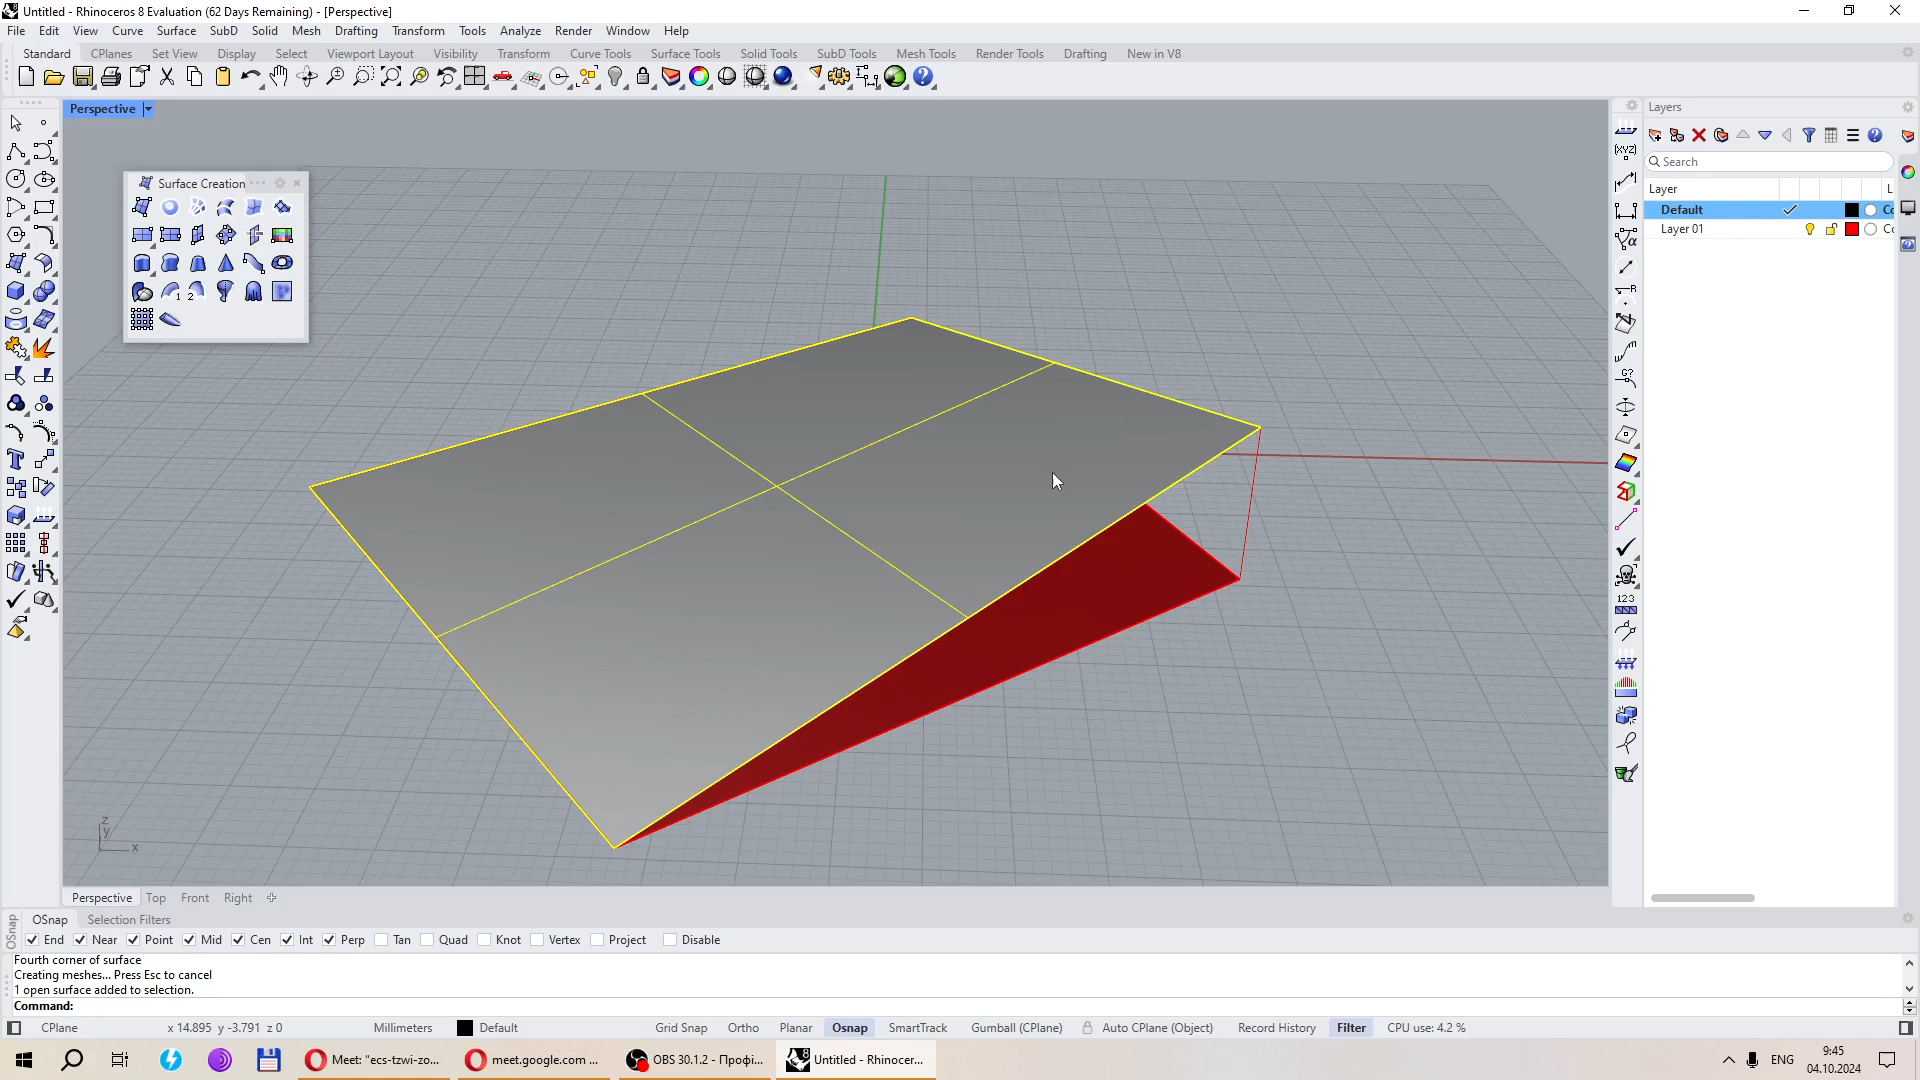 Untitled - Rhinoceros 8 Evaluation (62 Days Remaining) - [Perspective]
File Edit View Curve Surface SubD Solid Mesh Drafting Transform Tools Analyze Render Window Help
Standard CPlanes Set View Display Select Viewport Layout Visibility Transform Curve Tools Surface Tools Solid Tools SubD Tools Mesh Tools Render Tools Drafting New in V8
Perspective
Layers
Search
Layer L
Default Co
Layer 01 Co
Surface Creation
1 2
(XYZ)
R
G?
123
z
y
x
Perspective Top Front Right
OSnap
OSnap Selection Filters
End Near Point Mid Cen Int Perp Tan Quad Knot Vertex Project Disable
Fourth corner of surface
Creating meshes... Press Esc to cancel
1 open surface added to selection.
Command:
CPlane x 14.895 y -3.791 z 0 Millimeters Default Grid Snap Ortho Planar Osnap SmartTrack Gumball (CPlane) Auto CPlane (Object) Record History Filter CPU use: 4.2 %
Meet: "ecs-tzwi-zo... meet.google.com ... OBS 30.1.2 - Профі... Untitled - Rhinocer... ENG 9:45
04.10.2024